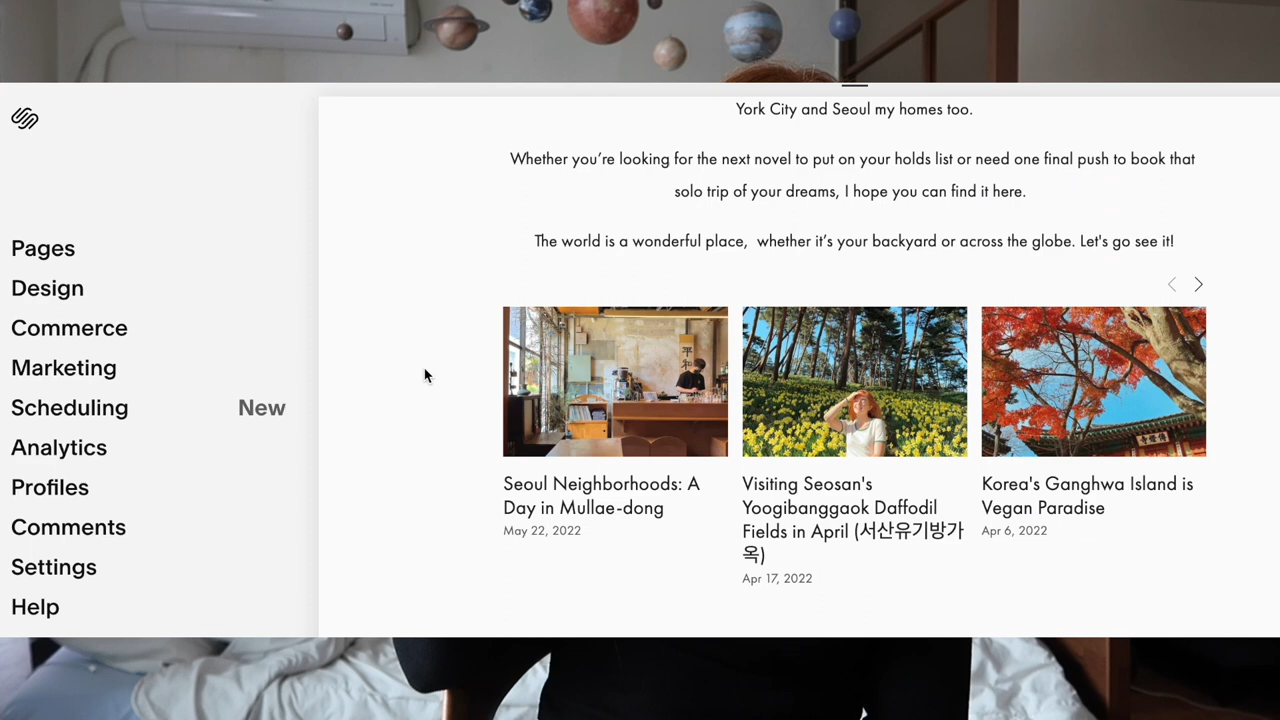 York City and Seoul my homes too.
Whether you’re looking for the next novel to put on your holds list or need one final push to book that
solo trip of your dreams, I hope you can find it here.
The world is a wonderful place,  whether it’s your backyard or across the globe. Let's go see it!
Pages
Design
Commerce
Marketing
Scheduling New
Analytics
Profiles
Comments
Settings
Help
平和
Seoul Neighborhoods: A
Day in Mullae-dong
May 22, 2022
Visiting Seosan's
Yoogibanggaok Daffodil
Fields in April (서산유기방가
옥)
Apr 17, 2022
Korea's Ganghwa Island is
Vegan Paradise
Apr 6, 2022